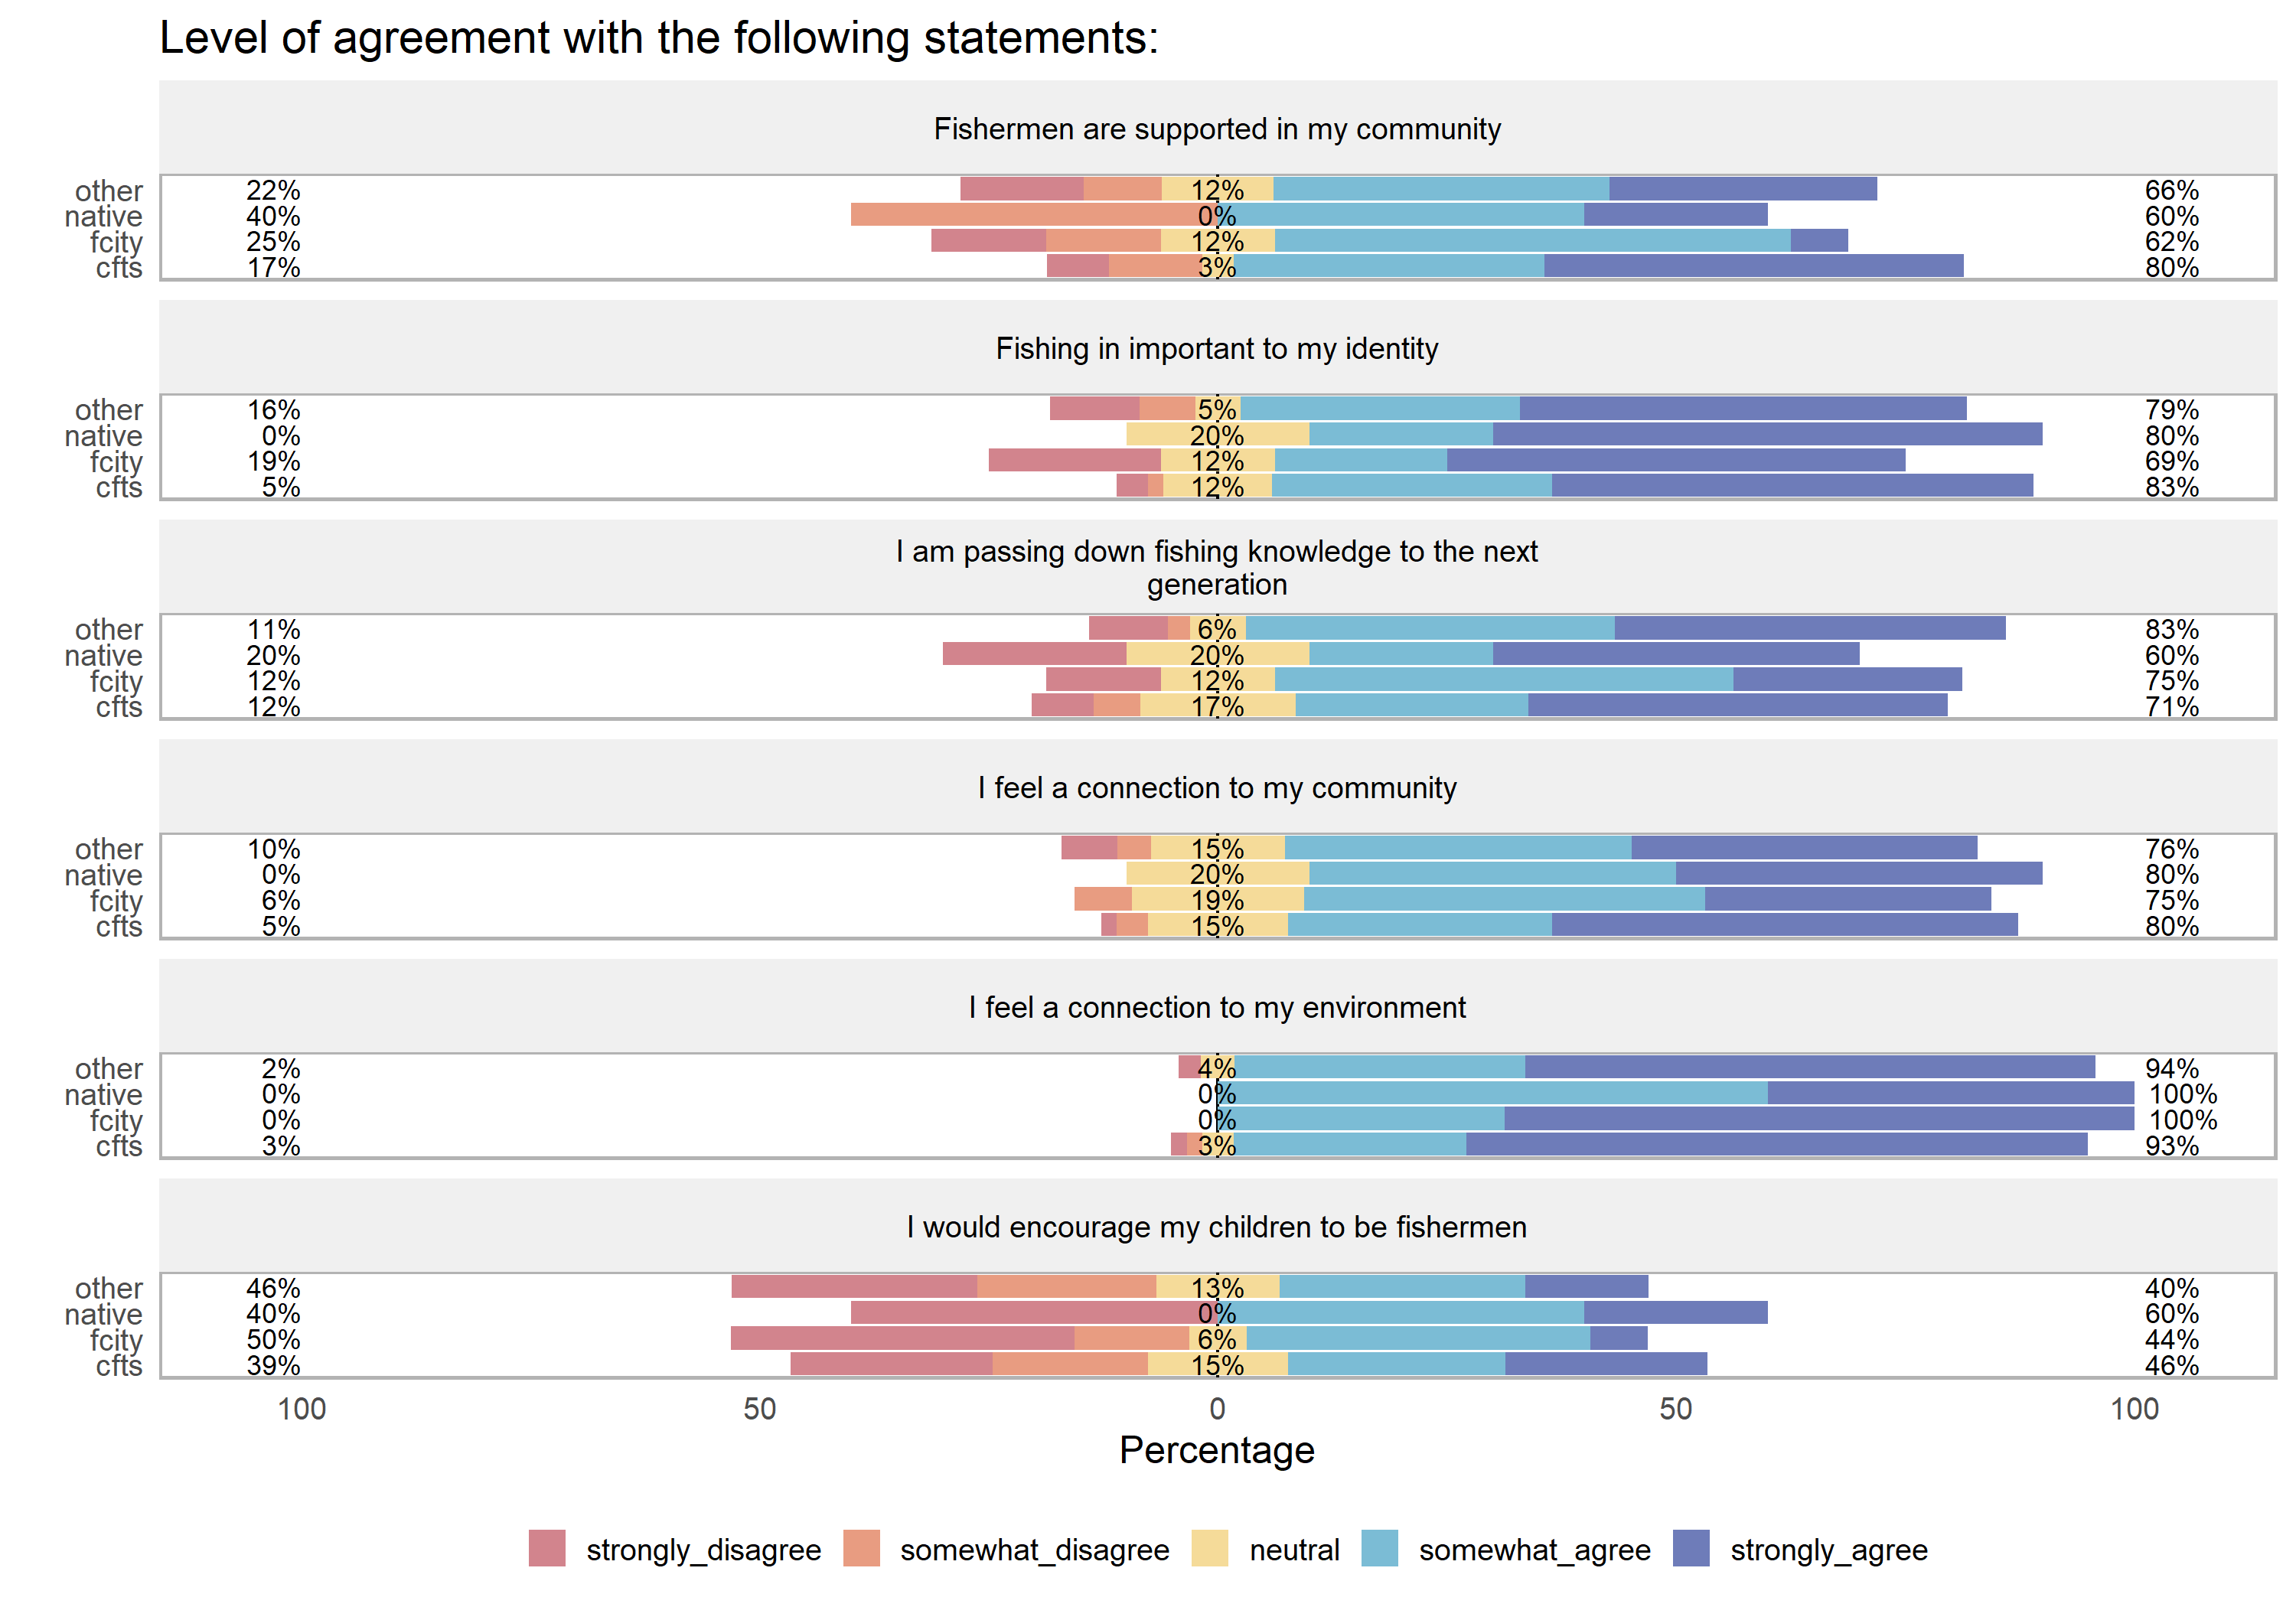 Level of agreement with the following statements:
Fishermen are supported in my community
other 22% 12% 66%
native 40% 0% 60%
fcity 25% 12% 62%
cfts 17% 3% 80%
Fishing in important to my identity
other 16% 5% 79%
native 0% 20% 80%
fcity 19% 12% 69%
cfts 5% 12% 83%
I am passing down fishing knowledge to the next
generation
other 11% 6% 83%
native 20% 20% 60%
fcity 12% 12% 75%
cfts 12% 17% 71%
I feel a connection to my community
other 10% 15% 76%
native 0% 20% 80%
fcity 6% 19% 75%
cfts 5% 15% 80%
I feel a connection to my environment
other 2% 4% 94%
native 0% 0% 100%
fcity 0% 0% 100%
cfts 3% 3% 93%
I would encourage my children to be fishermen
other 46% 13% 40%
native 40% 0% 60%
fcity 50% 6% 44%
cfts 39% 15% 46%
100 50 0 50 100
Percentage
strongly_disagree somewhat_disagree neutral somewhat_agree strongly_agree